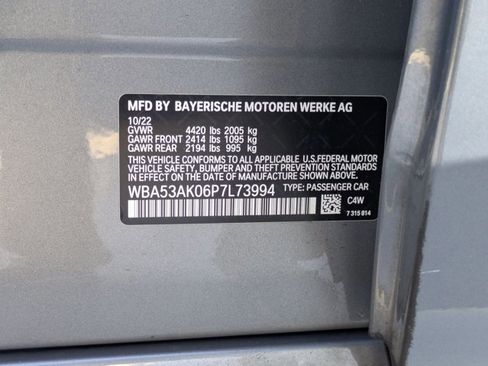 MFD BY BAYERISCHE MOTOREN WERKE AG
10/22
GVWR 4420 lbs 2005 kg
GAWR FRONT 2414 lbs 1095 kg
GAWR REAR 2194 lbs 995 kg
THIS VEHICLE CONFORMS TO ALL APPLICABLE U.S.FEDERAL MOTOR
VEHICLE SAFETY, BUMPER AND THEFT PREVENTION STANDARDS
IN EFFECT ON THE DATE OF MANUFACTURE SHOWN ABOVE.
WBA53AK06P7L73994 TYPE: PASSENGER CAR
C4W
7 315 014